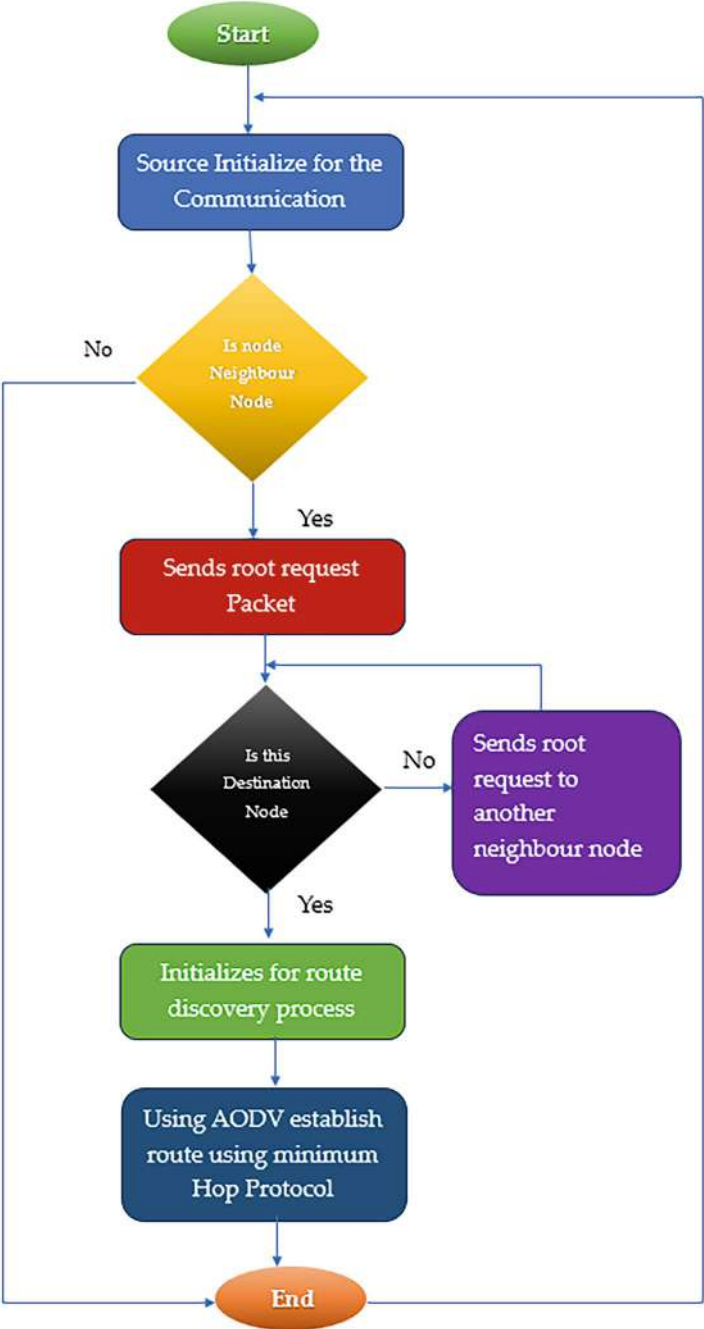 Start
Source Initialize for the
Communication
No
Is node
Neighbour
Node
Yes
Sends root request
Packet
Is this
Destination
Node
No
Sends root
request to
another
neighbour node
Yes
Initializes for route
discovery process
Using AODV establish
route using minimum
Hop Protocol
End